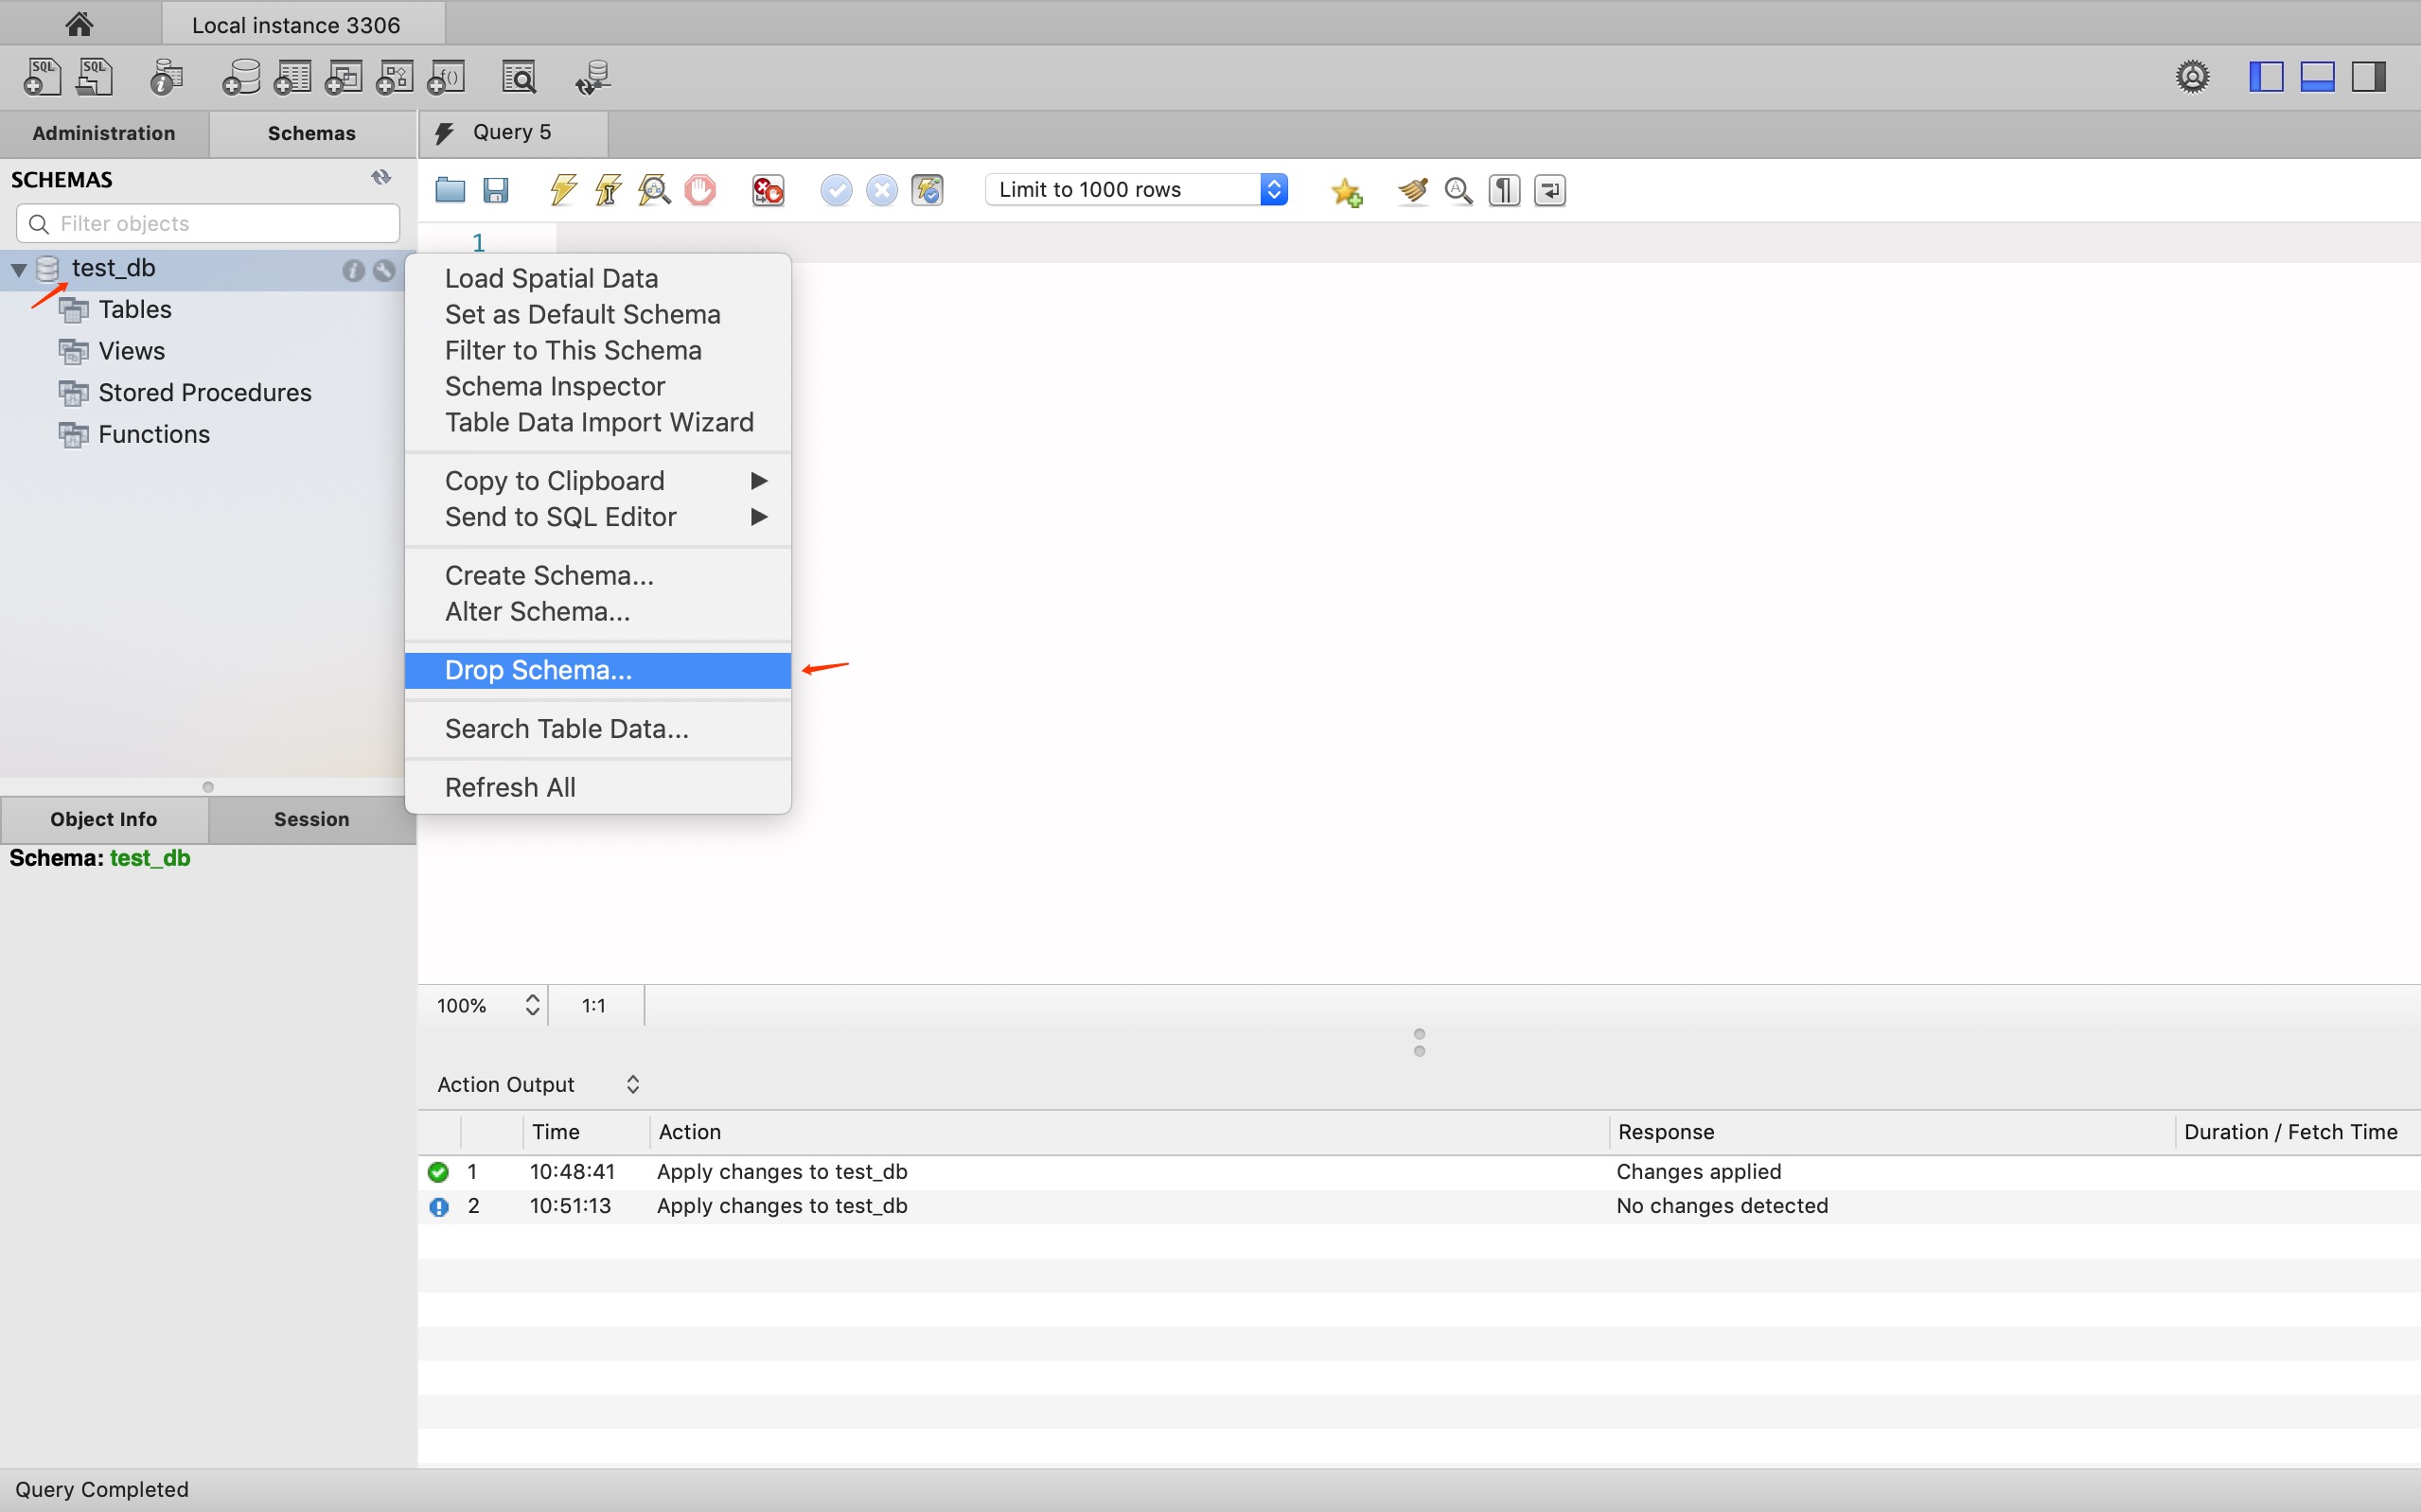 Local instance 3306
SQL
SQL
Administration
Schemas
Query 5
SCHEMAS
Filter objects
Limit to 1000 rows
1
test_db
Tables
Views
Stored Procedures
Functions
Load Spatial Data
Set as Default Schema
Filter to This Schema
Schema Inspector
Table Data Import Wizard
Copy to Clipboard
Send to SQL Editor
Create Schema...
Alter Schema...
Drop Schema...
Search Table Data...
Refresh All
Object Info
Session
Schema: test_db
100%
1:1
Action Output
Time Action Response Duration / Fetch Time
1 10:48:41 Apply changes to test_db Changes applied
2 10:51:13 Apply changes to test_db No changes detected
Query Completed